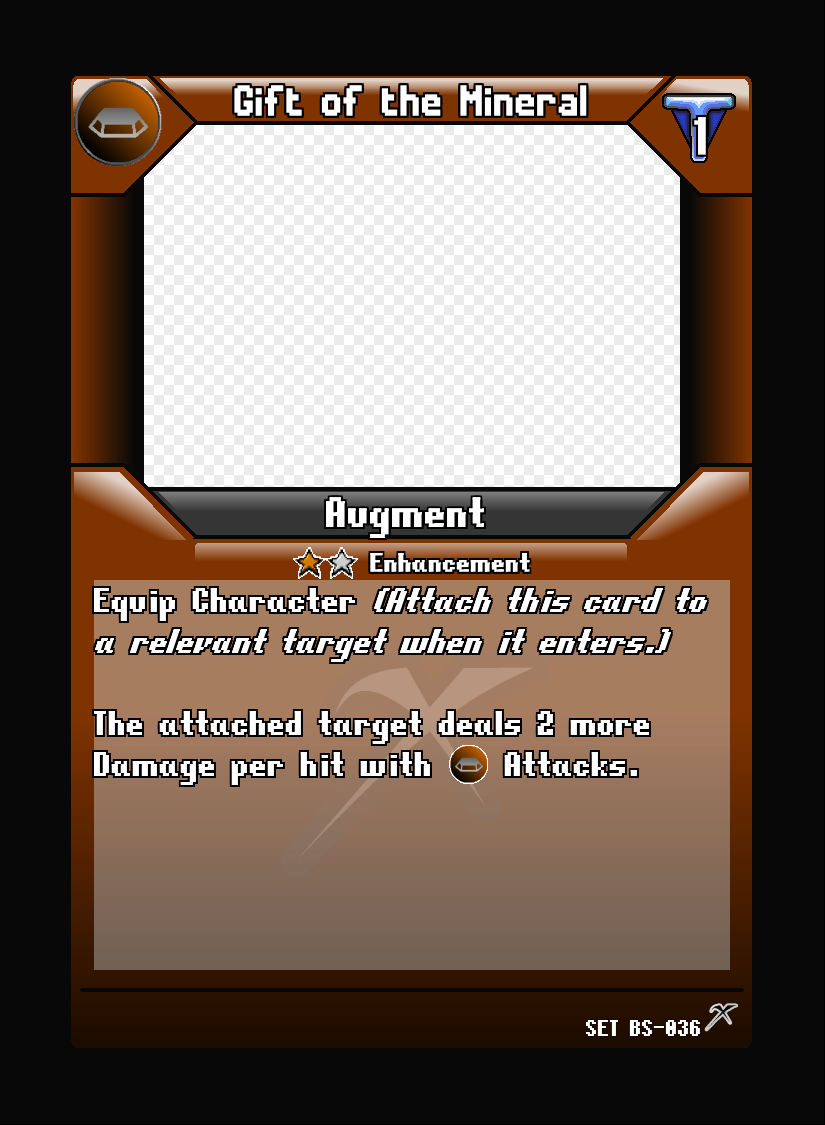 Gift of the Mineral
1
Augment
Enhancement
Equip Character (Attach this card to
a relevant target when it enters.)
The attached target deals 2 more
Damage per hit with Attacks.
SET BS-036